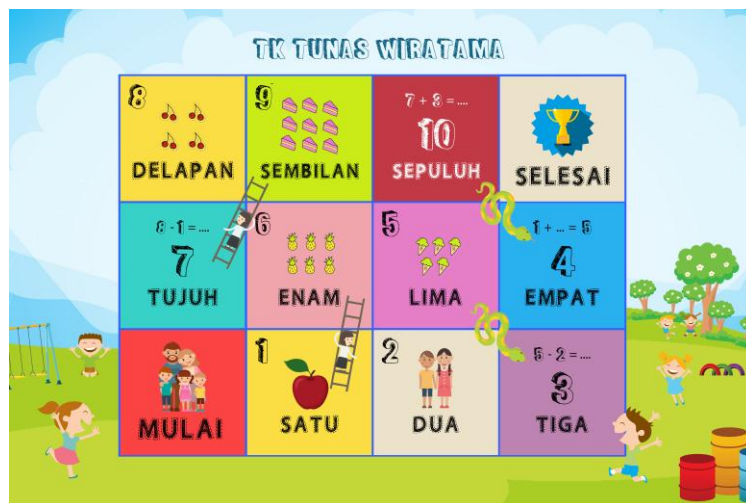 TK TUNAS WIRATAMA
8
DELAPAN
9
SEMBILAN
7 + 3 = ....
10
SEPULUH
SELESAI
8 - 1 = ....
7
TUJUH
6
ENAM
5
LIMA
1 + ... = 5
4
EMPAT
MULAI
1
SATU
2
DUA
5 - 2 = ....
3
TIGA